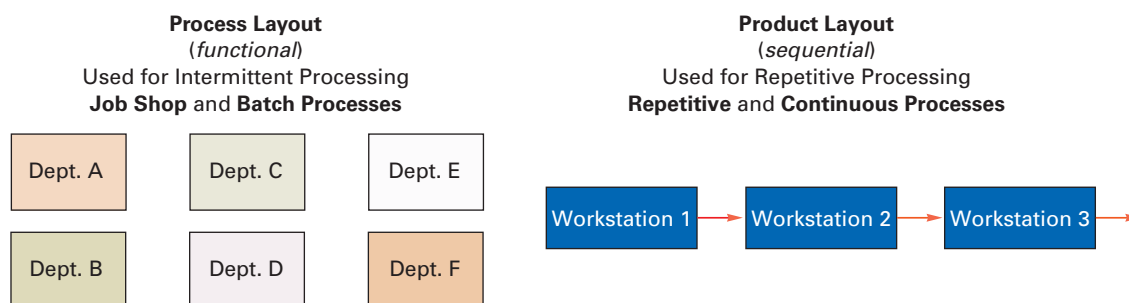 Process Layout
(functional)
Used for Intermittent Processing
Job Shop and Batch Processes
Dept. A
Dept. C
Dept. E
Dept. B
Dept. D
Dept. F
Product Layout
(sequential)
Used for Repetitive Processing
Repetitive and Continuous Processes
Workstation 1
Workstation 2
Workstation 3